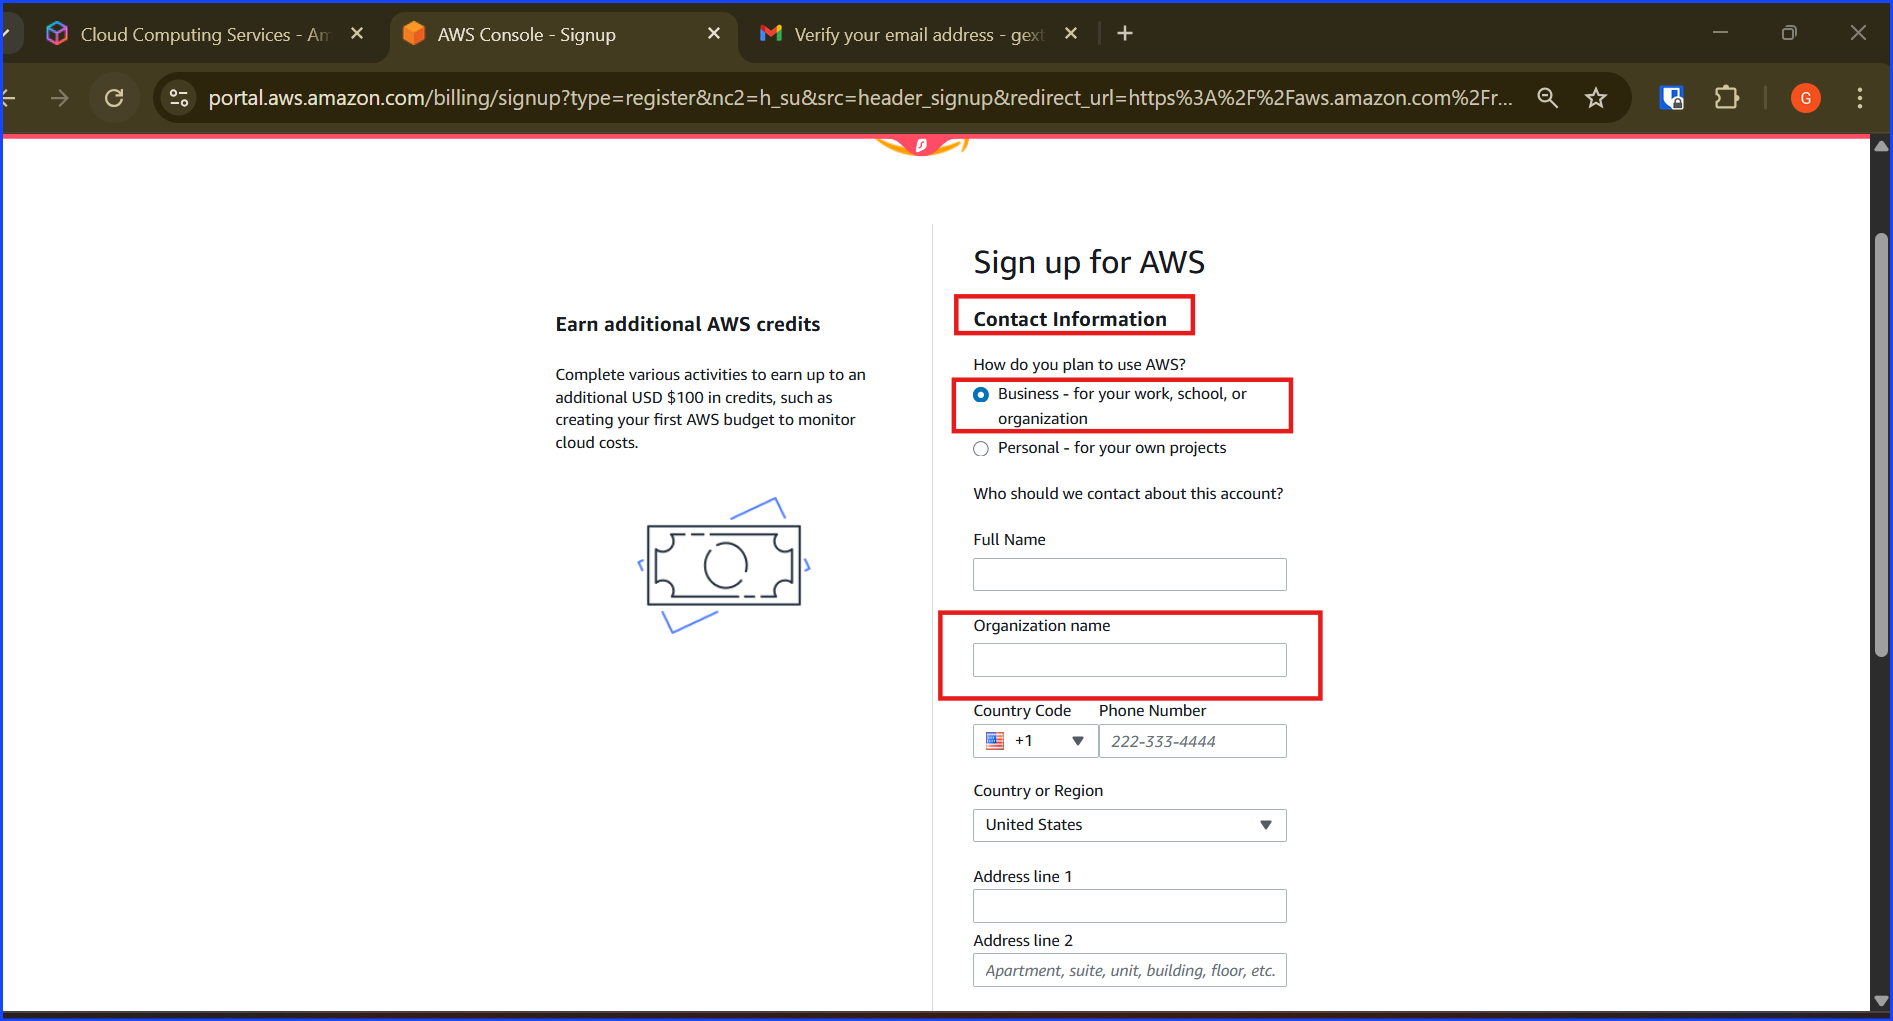 Cloud Computing Services - Am
AWS Console - Signup
Verify your email address - gext
portal.aws.amazon.com/billing/signup?type=register&nc2=h_su&src=header_signup&redirect_url=https%3A%2F%2Faws.amazon.com%2Fr...
G
Earn additional AWS credits
Complete various activities to earn up to an
additional USD $100 in credits, such as
creating your first AWS budget to monitor
cloud costs.
Sign up for AWS
Contact Information
How do you plan to use AWS?
Business - for your work, school, or
organization
Personal - for your own projects
Who should we contact about this account?
Full Name
Organization name
Country Code Phone Number
+1 222-333-4444
Country or Region
United States
Address line 1
Address line 2
Apartment, suite, unit, building, floor, etc.